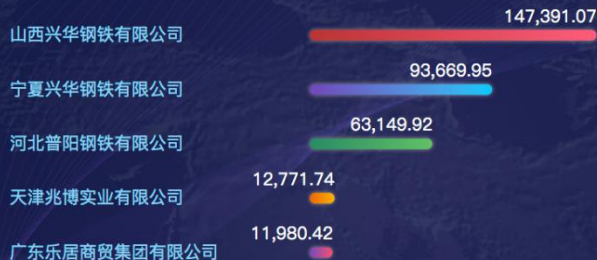 147,391.07
山西兴华钢铁有限公司
93,669.95
宁夏兴华钢铁有限公司
63,149.92
河北普阳钢铁有限公司
12,771.74
天津兆博实业有限公司
11,980.42
广东乐居商贸集团有限公司